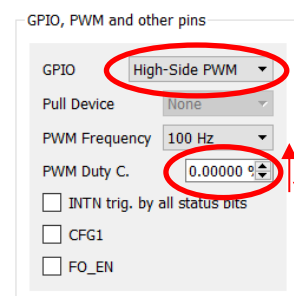 GPIO, PWM and other pins
GPIO High-Side PWM
Pull Device None
PWM Frequency 100 Hz
PWM Duty C. 0.00000 %
INTN trig. by all status bits
CFG1
FO_EN